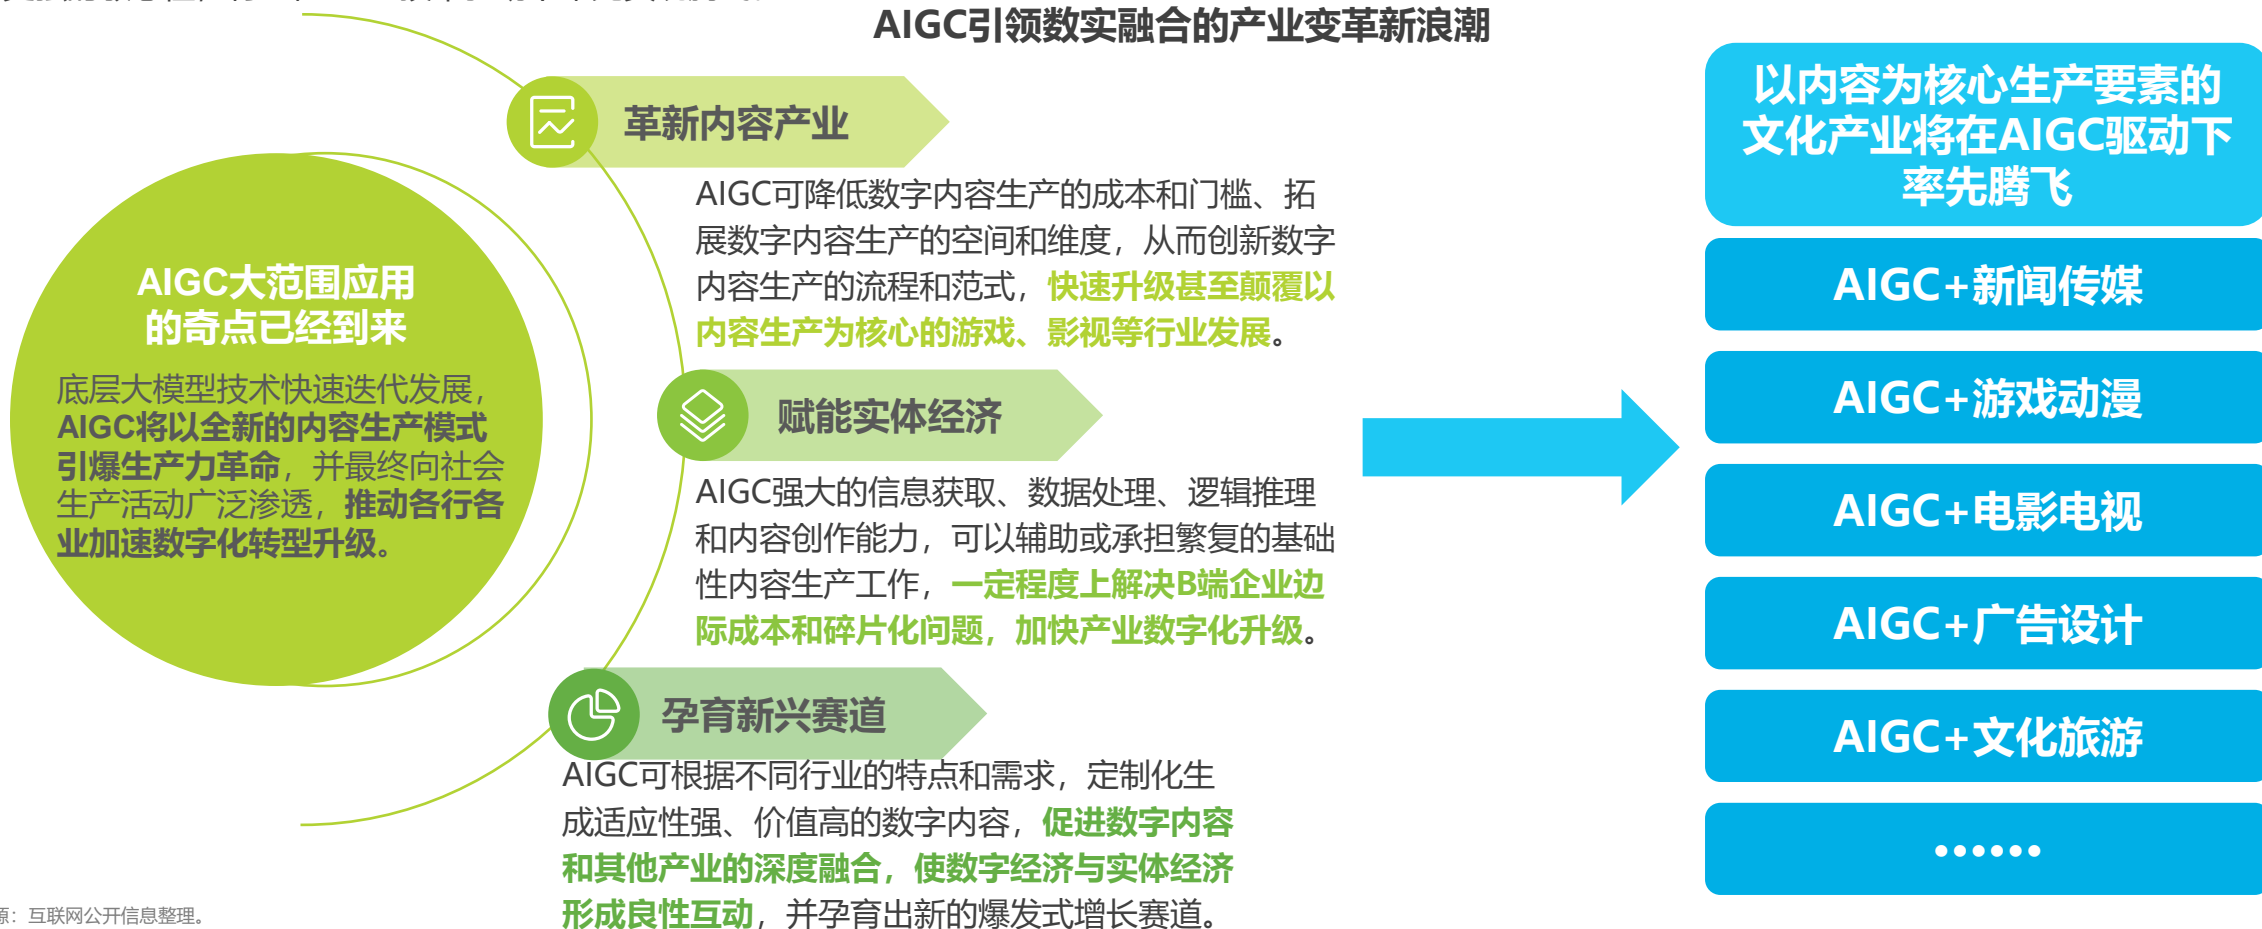 AIGC引领数实融合的产业变革新浪潮
AIGC大范围应用
的奇点已经到来
底层大模型技术快速迭代发展，
AIGC将以全新的内容生产模式
引爆生产力革命，并最终向社会
生产活动广泛渗透，推动各行各
业加速数字化转型升级。
革新内容产业
AIGC可降低数字内容生产的成本和门槛、拓
展数字内容生产的空间和维度，从而创新数字
内容生产的流程和范式，快速升级甚至颠覆以
内容生产为核心的游戏、影视等行业发展。
赋能实体经济
AIGC强大的信息获取、数据处理、逻辑推理
和内容创作能力，可以辅助或承担繁复的基础
性内容生产工作，一定程度上解决B端企业边
际成本和碎片化问题，加快产业数字化升级。
孕育新兴赛道
AIGC可根据不同行业的特点和需求，定制化生
成适应性强、价值高的数字内容，促进数字内容
和其他产业的深度融合，使数字经济与实体经济
形成良性互动，并孕育出新的爆发式增长赛道。
以内容为核心生产要素的
文化产业将在AIGC驱动下
率先腾飞
AIGC+新闻传媒
AIGC+游戏动漫
AIGC+电影电视
AIGC+广告设计
AIGC+文化旅游
……
源：互联网公开信息整理。